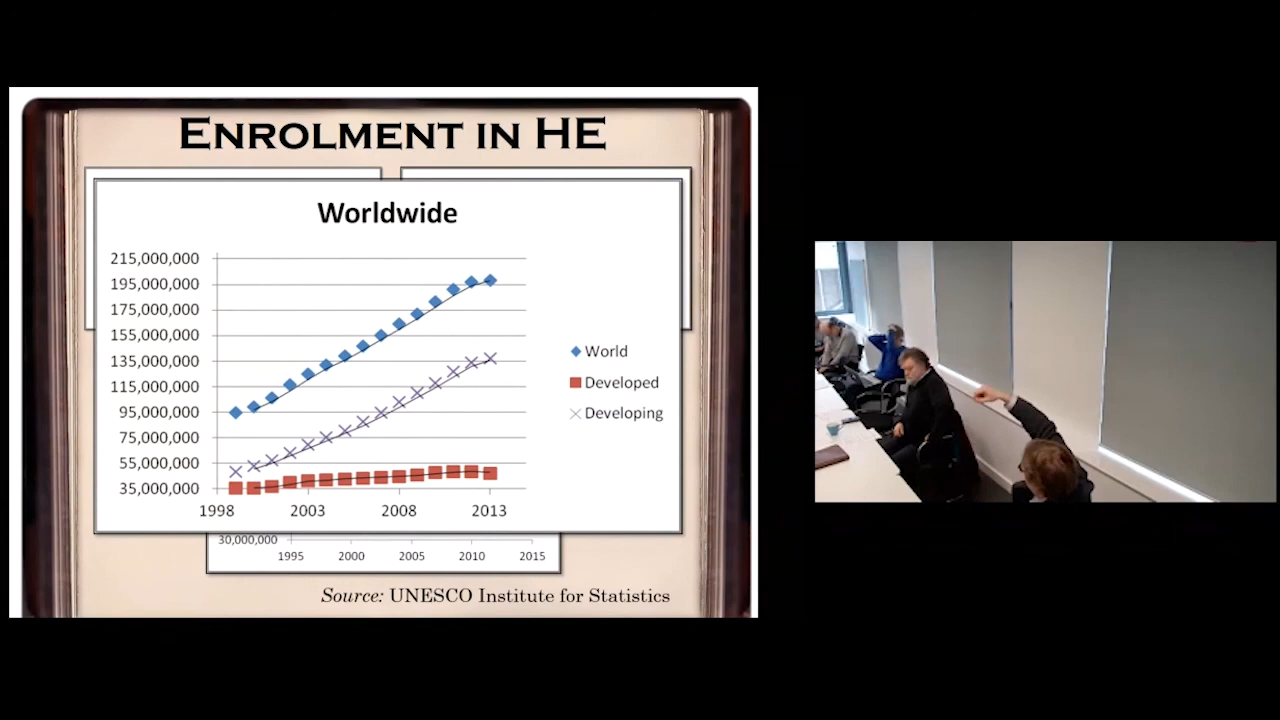 ENROLMENT IN HE
Worldwide
215,000,000
195,000,000
175,000,000
155,000,000
135,000,000
115,000,000
95,000,000
75,000,000
55,000,000
35,000,000
1998 2003 2008 2013
World
Developed
Developing
30,000,000
1995 2000 2005 2010 2015
Source: UNESCO Institute for Statistics